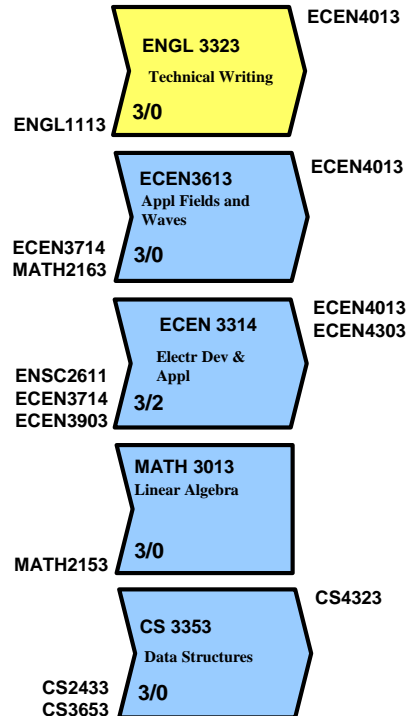 ECEN4013
ENGL 3323
Technical Writing
3/0
ENGL1113
ECEN4013
ECEN3613
Appl Fields and
Waves
ECEN3714
MATH2163
3/0
ECEN4013
ECEN4303
ECEN 3314
Electr Dev &
Appl
ENSC2611
ECEN3714
ECEN3903
3/2
MATH 3013
Linear Algebra
3/0
MATH2153
CS4323
CS 3353
Data Structures
CS2433
CS3653
3/0